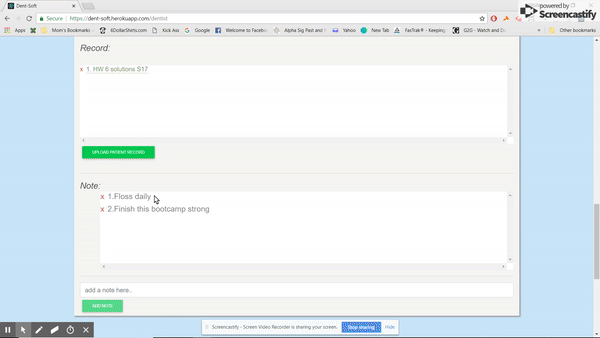 Dent-Soft
powered by
Screencastify
Secure
https://dent-soft.herokuapp.com/dentist
Apps
Mom's Bookmarks
6DollarShirts.com
Kick Ass
Google
Welcome to Facebo
Alpha Sig Past and F
Yahoo
New Tab
FasTrak® - Keeping
G2G - Watch and D
Other bookmarks
Record:
x 1. HW 6 solutions S17
UPLOAD PATIENT RECORD
Note:
x 1.Floss daily
x 2.Finish this bootcamp strong
add a note here..
ADD NOTE
Screencastify - Screen Video Recorder is sharing your screen.
Stop sharing
Hide